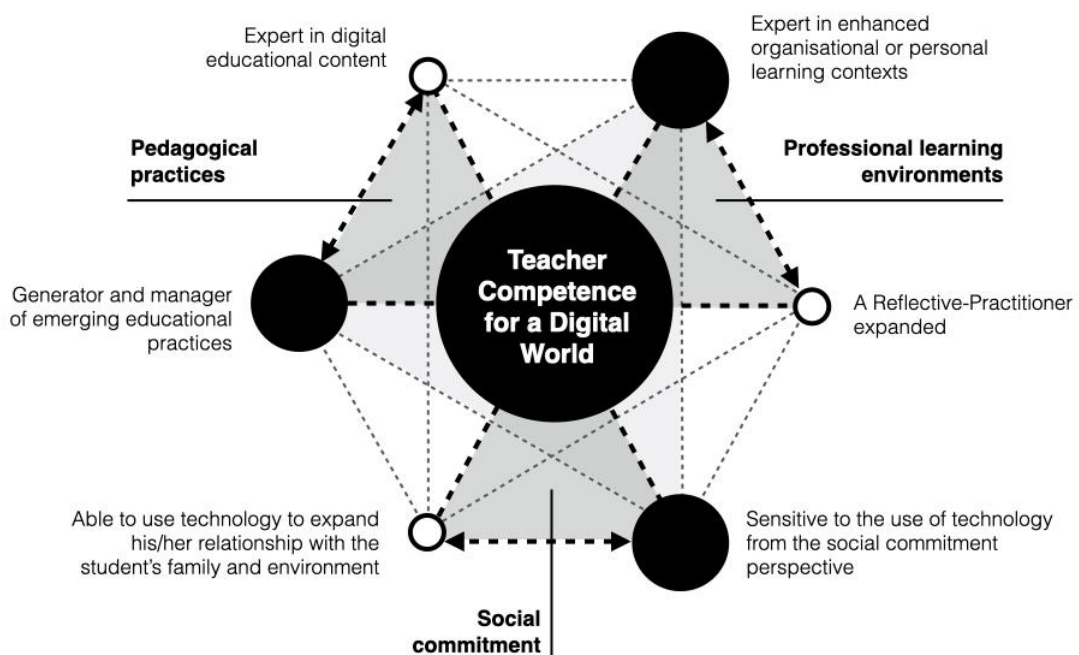 Expert in digital
educational content
Expert in enhanced
organisational or personal
learning contexts
Pedagogical
practices
Professional learning
environments
Teacher
Competence
for a Digital
World
Generator and manager
of emerging educational
practices
A Reflective-Practitioner
expanded
Able to use technology to expand
his/her relationship with the
student's family and environment
Sensitive to the use of technology
from the social commitment
perspective
Social
commitment